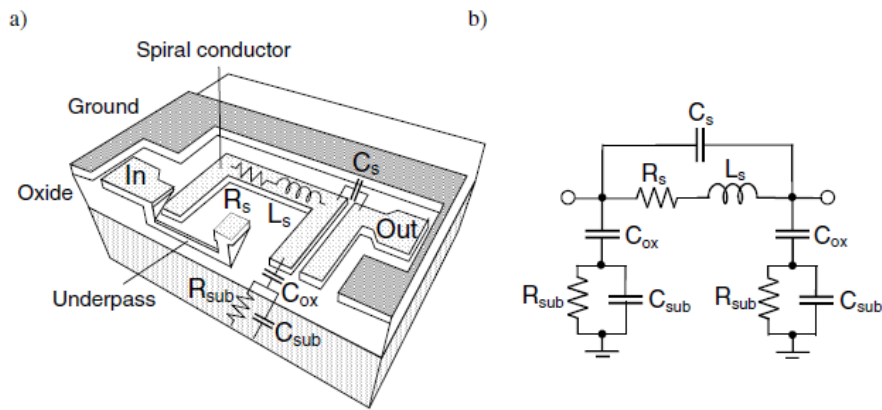 a)
Spiral conductor
Ground
Oxide
In
Rs
Ls
Cs
Out
Underpass
Rsub
Cox
Csub
b)
Cs
Rs Ls
Cox Cox
Rsub Csub Rsub Csub